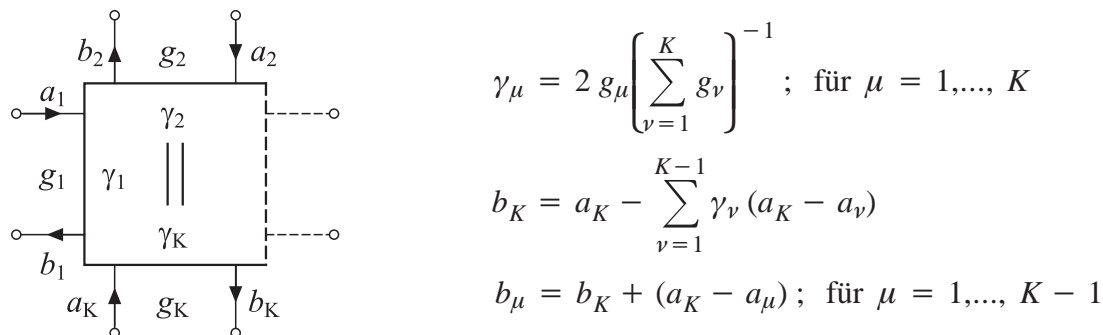 b₂ g₂ a₂
a₁
γ₂
g₁ γ₁
γ_K
b₁
a_K g_K b_K
γ_μ = 2 g_μ (∑_{ν=1}^{K} g_ν)^{-1} ; für μ = 1,..., K
b_K = a_K − ∑_{ν=1}^{K−1} γ_ν (a_K − a_ν)
b_μ = b_K + (a_K − a_μ) ; für μ = 1,..., K − 1